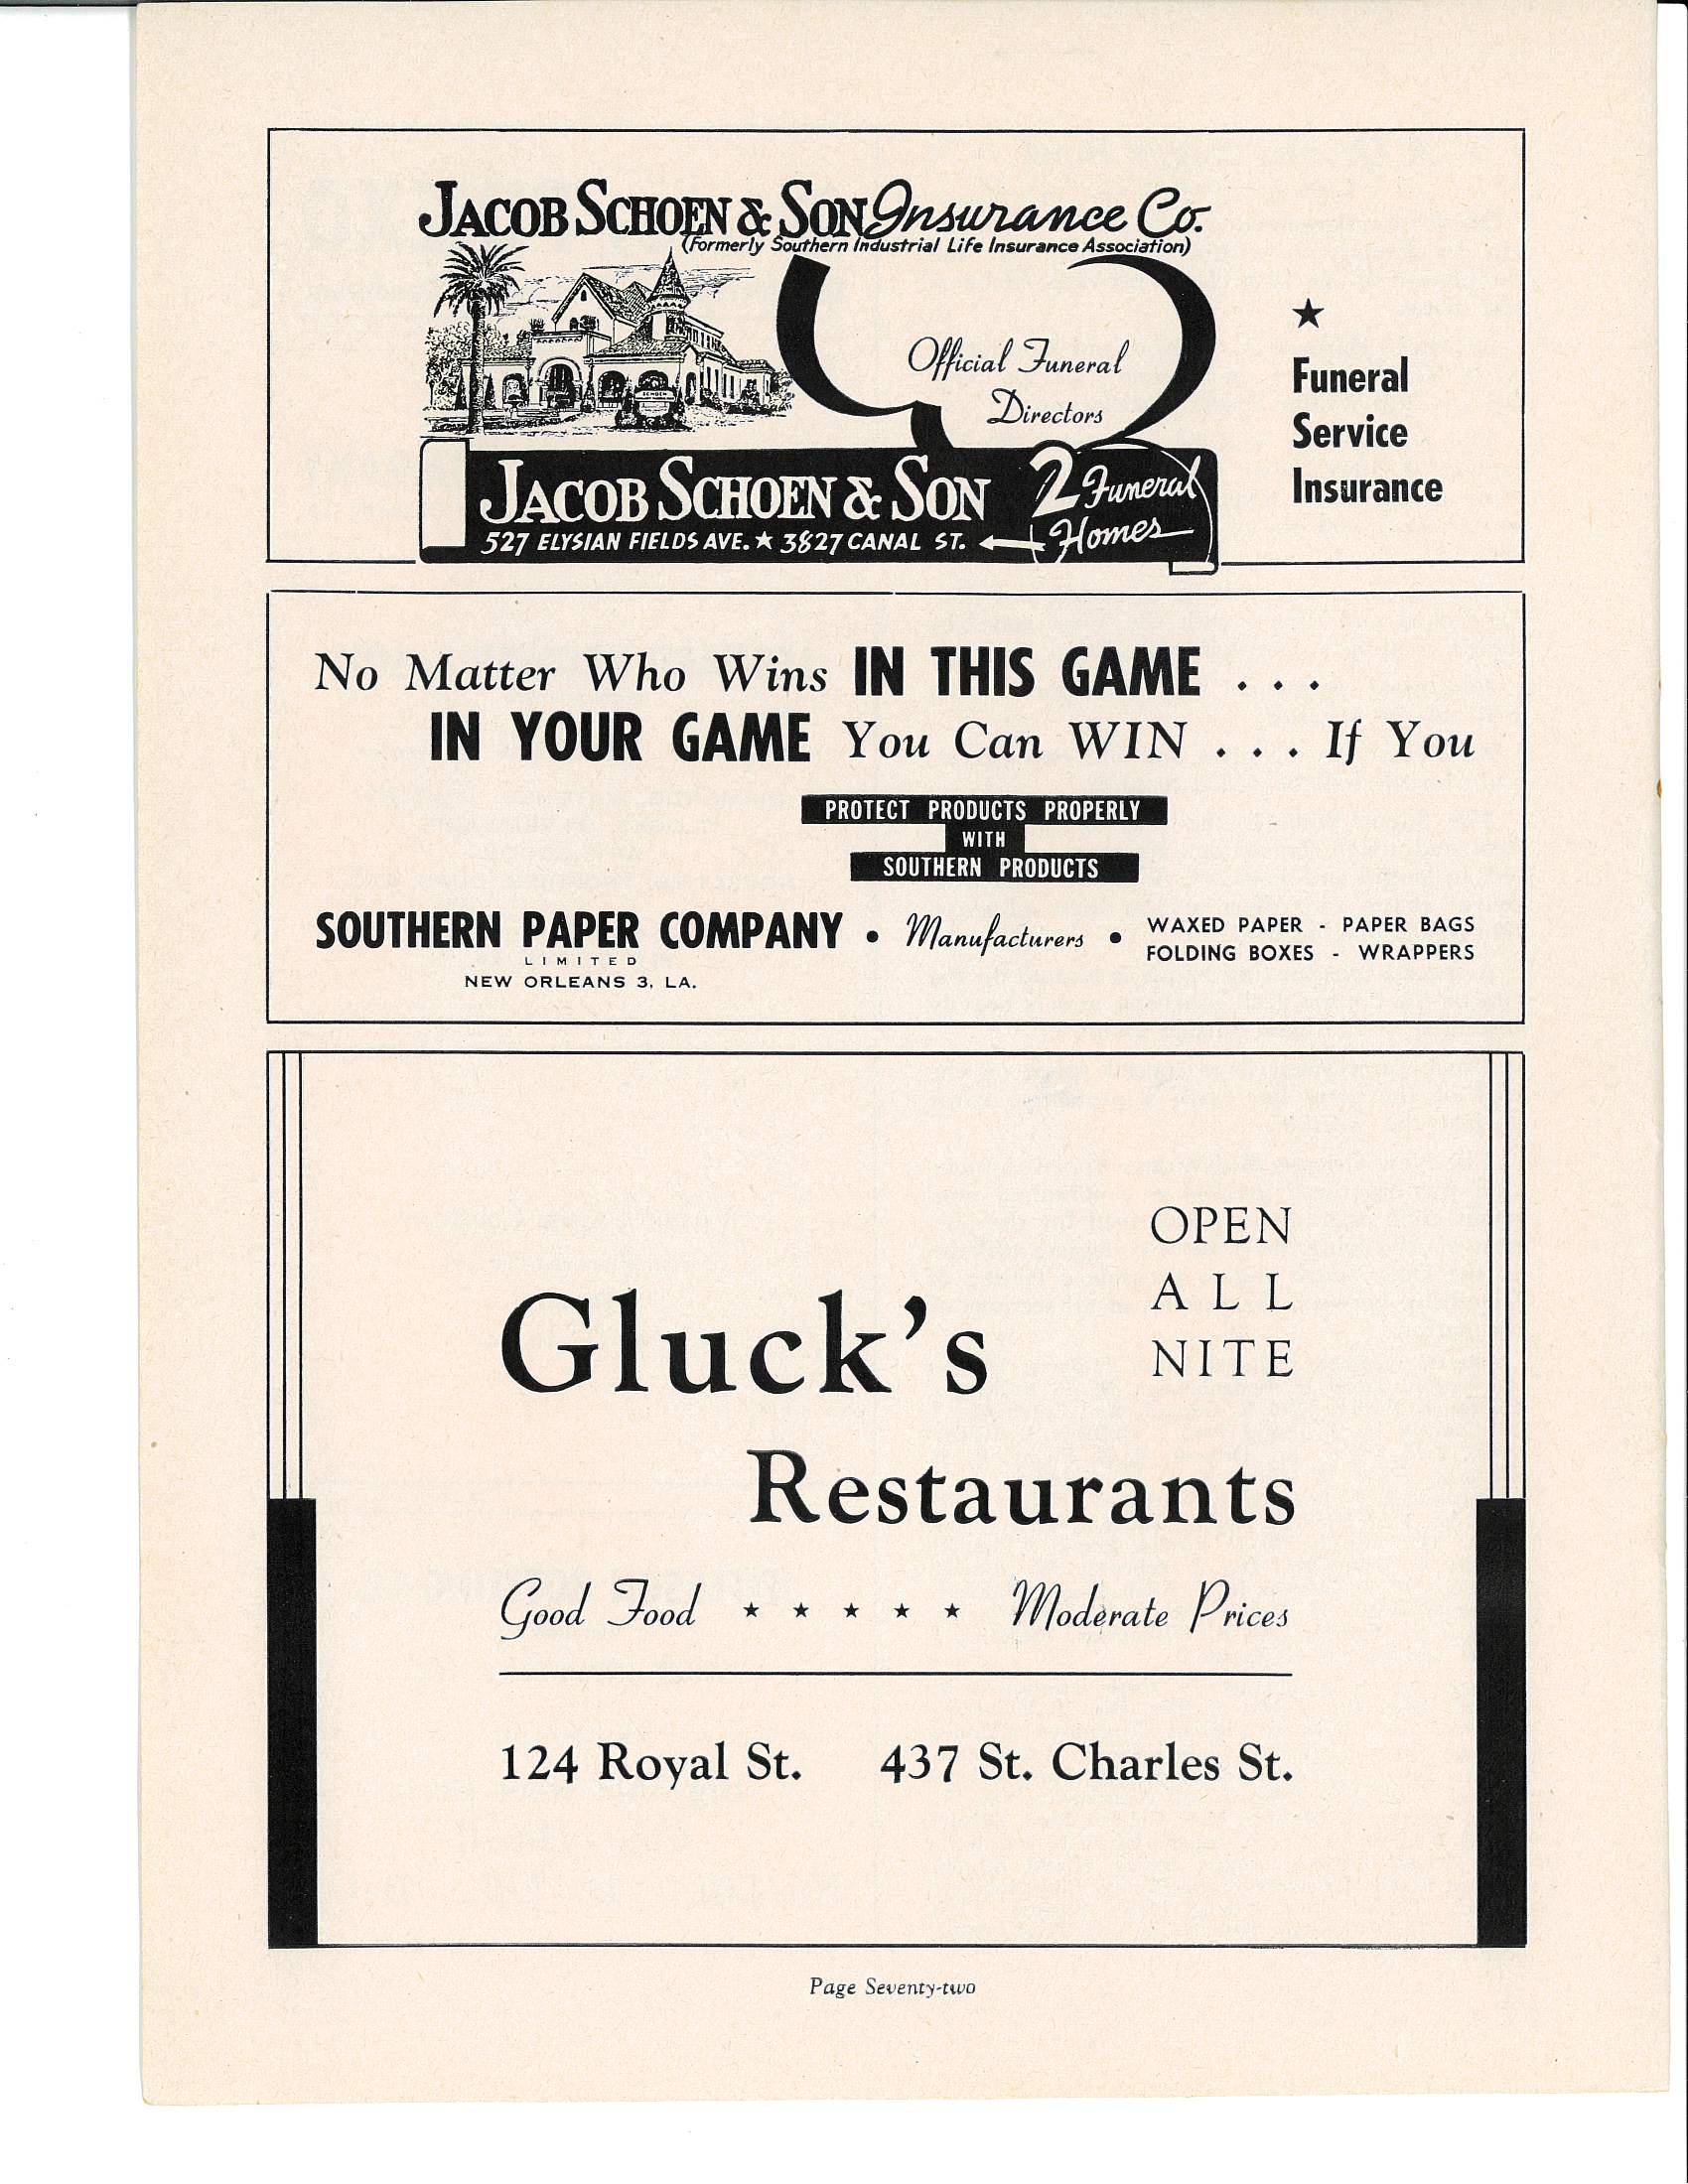 JACOB SCHOEN & SON Insurance Co.
(Formerly Southern Industrial Life Insurance Association)
Official Funeral
Directors
SCHOEN
JACOB SCHOEN & SON
527 ELYSIAN FIELDS AVE. ★ 3827 CANAL ST.
2 Funeral
Homes
★
Funeral
Service
Insurance
No Matter Who Wins IN THIS GAME . . .
IN YOUR GAME You Can WIN . . . If You
PROTECT PRODUCTS PROPERLY
WITH
SOUTHERN PRODUCTS
SOUTHERN PAPER COMPANY • Manufacturers •
LIMITED
NEW ORLEANS 3, LA.
WAXED PAPER - PAPER BAGS
FOLDING BOXES - WRAPPERS
OPEN
ALL
NITE
Gluck's
Restaurants
Good Food ★ ★ ★ ★ ★ Moderate Prices
124 Royal St. 437 St. Charles St.
Page Seventy-two